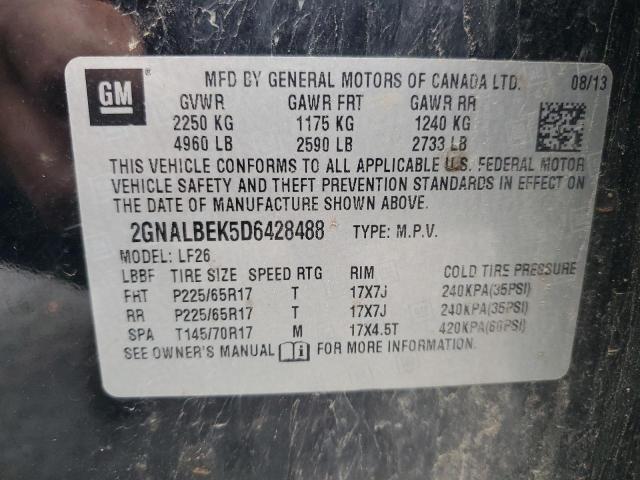 GM
®
MFD BY GENERAL MOTORS OF CANADA LTD. 08/13
GVWR GAWR FRT GAWR RR
2250 KG 1175 KG 1240 KG
4960 LB 2590 LB 2733 LB
THIS VEHICLE CONFORMS TO ALL APPLICABLE U.S. FEDERAL MOTOR
VEHICLE SAFETY AND THEFT PREVENTION STANDARDS IN EFFECT ON
THE DATE OF MANUFACTURE SHOWN ABOVE.
2GNALBEK5D6428488 TYPE: M.P.V.
MODEL: LF26
LBBF TIRE SIZE SPEED RTG RIM COLD TIRE PRESSURE
FRT P225/65R17 T 17X7J 240KPA(35PSI)
RR P225/65R17 T 17X7J 240KPA(35PSI)
SPA T145/70R17 M 17X4.5T 420KPA(60PSI)
SEE OWNER'S MANUAL i FOR MORE INFORMATION.